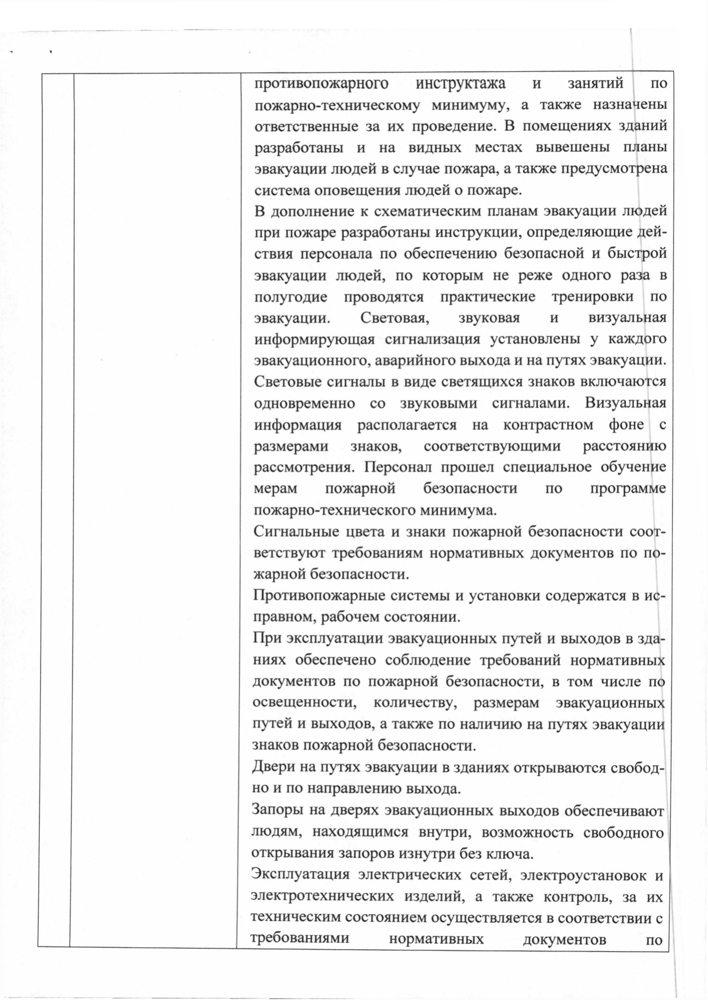 противопожарного инструктажа и занятий по
пожарно-техническому минимуму, а также назначены
ответственные за их проведение. В помещениях зданий
разработаны и на видных местах вывешены планы
эвакуации людей в случае пожара, а также предусмотрена
система оповещения людей о пожаре.
В дополнение к схематическим планам эвакуации людей
при пожаре разработаны инструкции, определяющие дей-
ствия персонала по обеспечению безопасной и быстрой
эвакуации людей, по которым не реже одного раза в
полугодие проводятся практические тренировки по
эвакуации. Световая, звуковая и визуальная
информирующая сигнализация установлены у каждого
эвакуационного, аварийного выхода и на путях эвакуации.
Световые сигналы в виде светящихся знаков включаются
одновременно со звуковыми сигналами. Визуальная
информация располагается на контрастном фоне с
размерами знаков, соответствующими расстоянию
рассмотрения. Персонал прошел специальное обучение
мерам пожарной безопасности по программе
пожарно-технического минимума.
Сигнальные цвета и знаки пожарной безопасности соот-
ветствуют требованиям нормативных документов по по-
жарной безопасности.
Противопожарные системы и установки содержатся в ис-
правном, рабочем состоянии.
При эксплуатации эвакуационных путей и выходов в зда-
ниях обеспечено соблюдение требований нормативных
документов по пожарной безопасности, в том числе по
освещенности, количеству, размерам эвакуационных
путей и выходов, а также по наличию на путях эвакуации
знаков пожарной безопасности.
Двери на путях эвакуации в зданиях открываются свобод-
но и по направлению выхода.
Запоры на дверях эвакуационных выходов обеспечивают
людям, находящимся внутри, возможность свободного
открывания запоров изнутри без ключа.
Эксплуатация электрических сетей, электроустановок и
электротехнических изделий, а также контроль, за их
техническим состоянием осуществляется в соответствии с
требованиями нормативных документов по